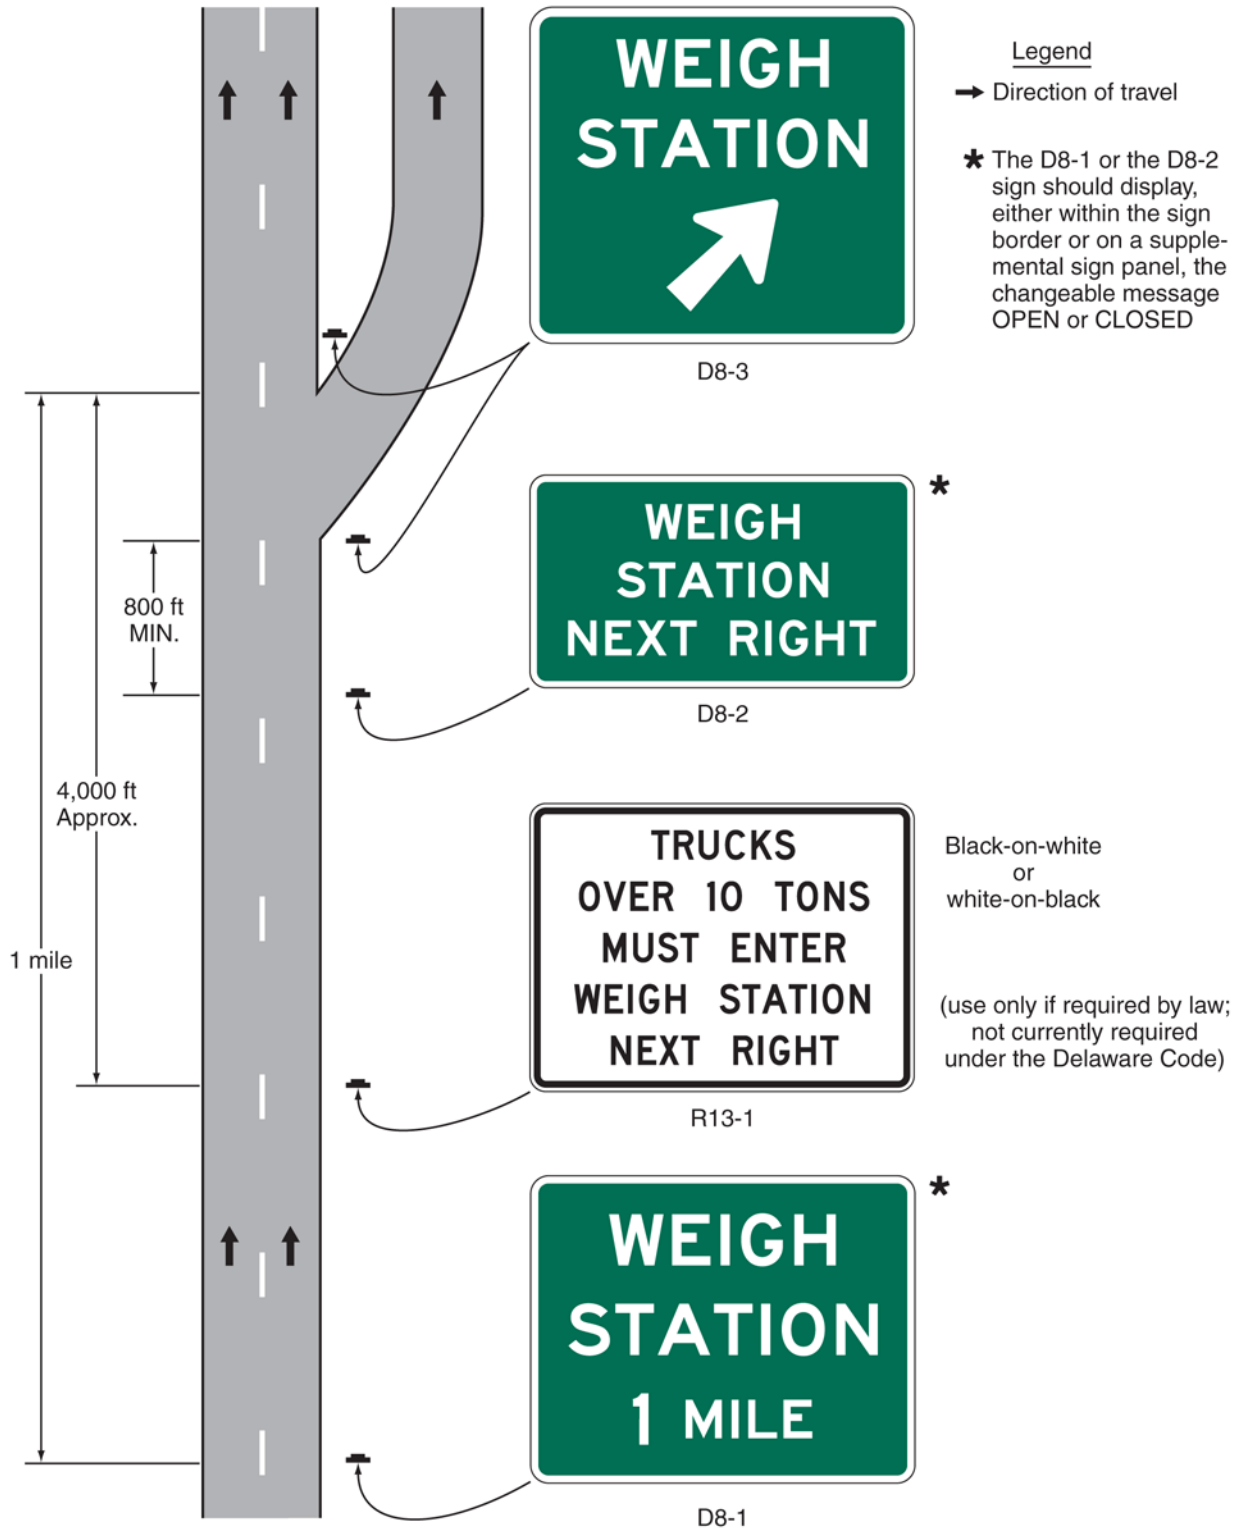 WEIGH
STATION
D8-3
Legend
Direction of travel
* The D8-1 or the D8-2
sign should display,
either within the sign
border or on a supple-
mental sign panel, the
changeable message
OPEN or CLOSED
*
WEIGH
STATION
NEXT RIGHT
D8-2
800 ft
MIN.
4,000 ft
Approx.
1 mile
TRUCKS
OVER 10 TONS
MUST ENTER
WEIGH STATION
NEXT RIGHT
R13-1
Black-on-white
or
white-on-black
(use only if required by law;
not currently required
under the Delaware Code)
*
WEIGH
STATION
1 MILE
D8-1